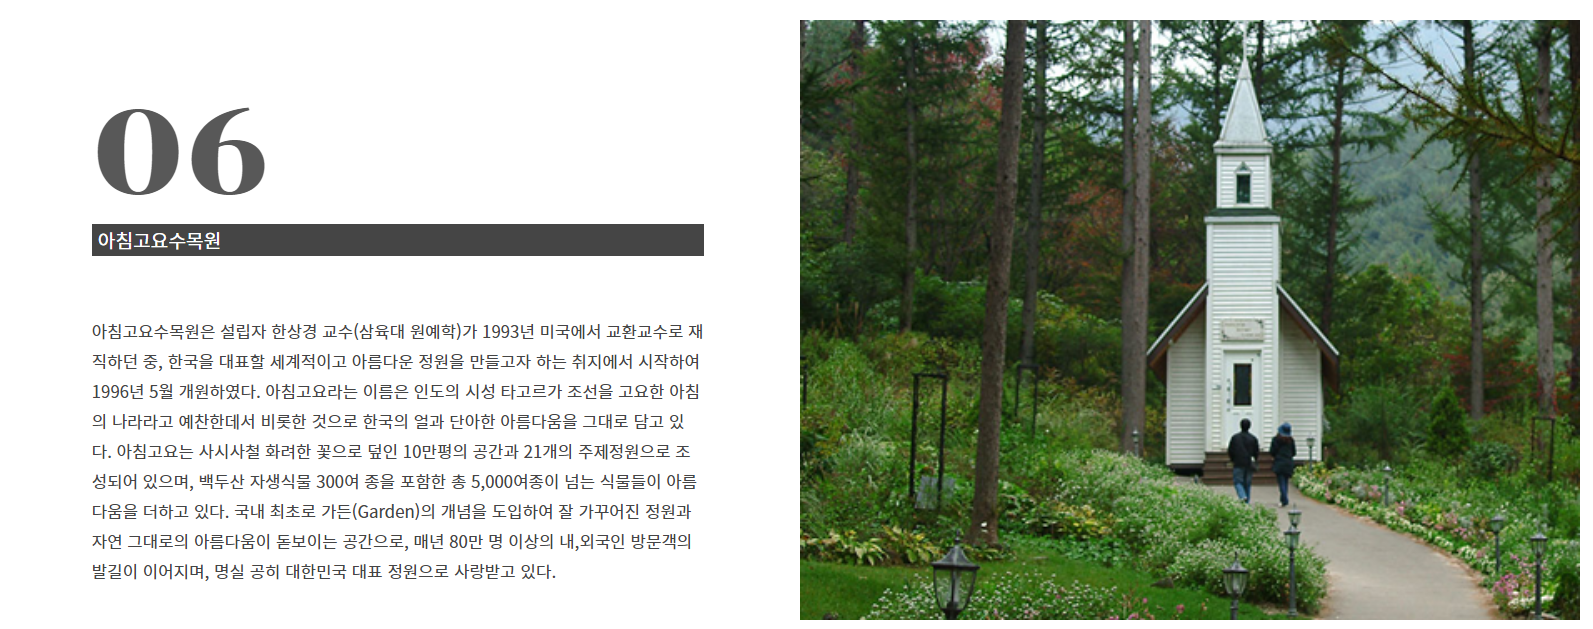 06
아침고요수목원
아침고요수목원은 설립자 한상경 교수(삼육대 원예학)가 1993년 미국에서 교환교수로 재
직하던 중, 한국을 대표할 세계적이고 아름다운 정원을 만들고자 하는 취지에서 시작하여
1996년 5월 개원하였다. 아침고요라는 이름은 인도의 시성 타고르가 조선을 고요한 아침
의 나라라고 예찬한데서 비롯한 것으로 한국의 얼과 단아한 아름다움을 그대로 담고 있
다. 아침고요는 사시사철 화려한 꽃으로 덮인 10만평의 공간과 21개의 주제정원으로 조
성되어 있으며, 백두산 자생식물 300여 종을 포함한 총 5,000여종이 넘는 식물들이 아름
다움을 더하고 있다. 국내 최초로 가든(Garden)의 개념을 도입하여 잘 가꾸어진 정원과
자연 그대로의 아름다움이 돋보이는 공간으로, 매년 80만 명 이상의 내,외국인 방문객의
발길이 이어지며, 명실 공히 대한민국 대표 정원으로 사랑받고 있다.